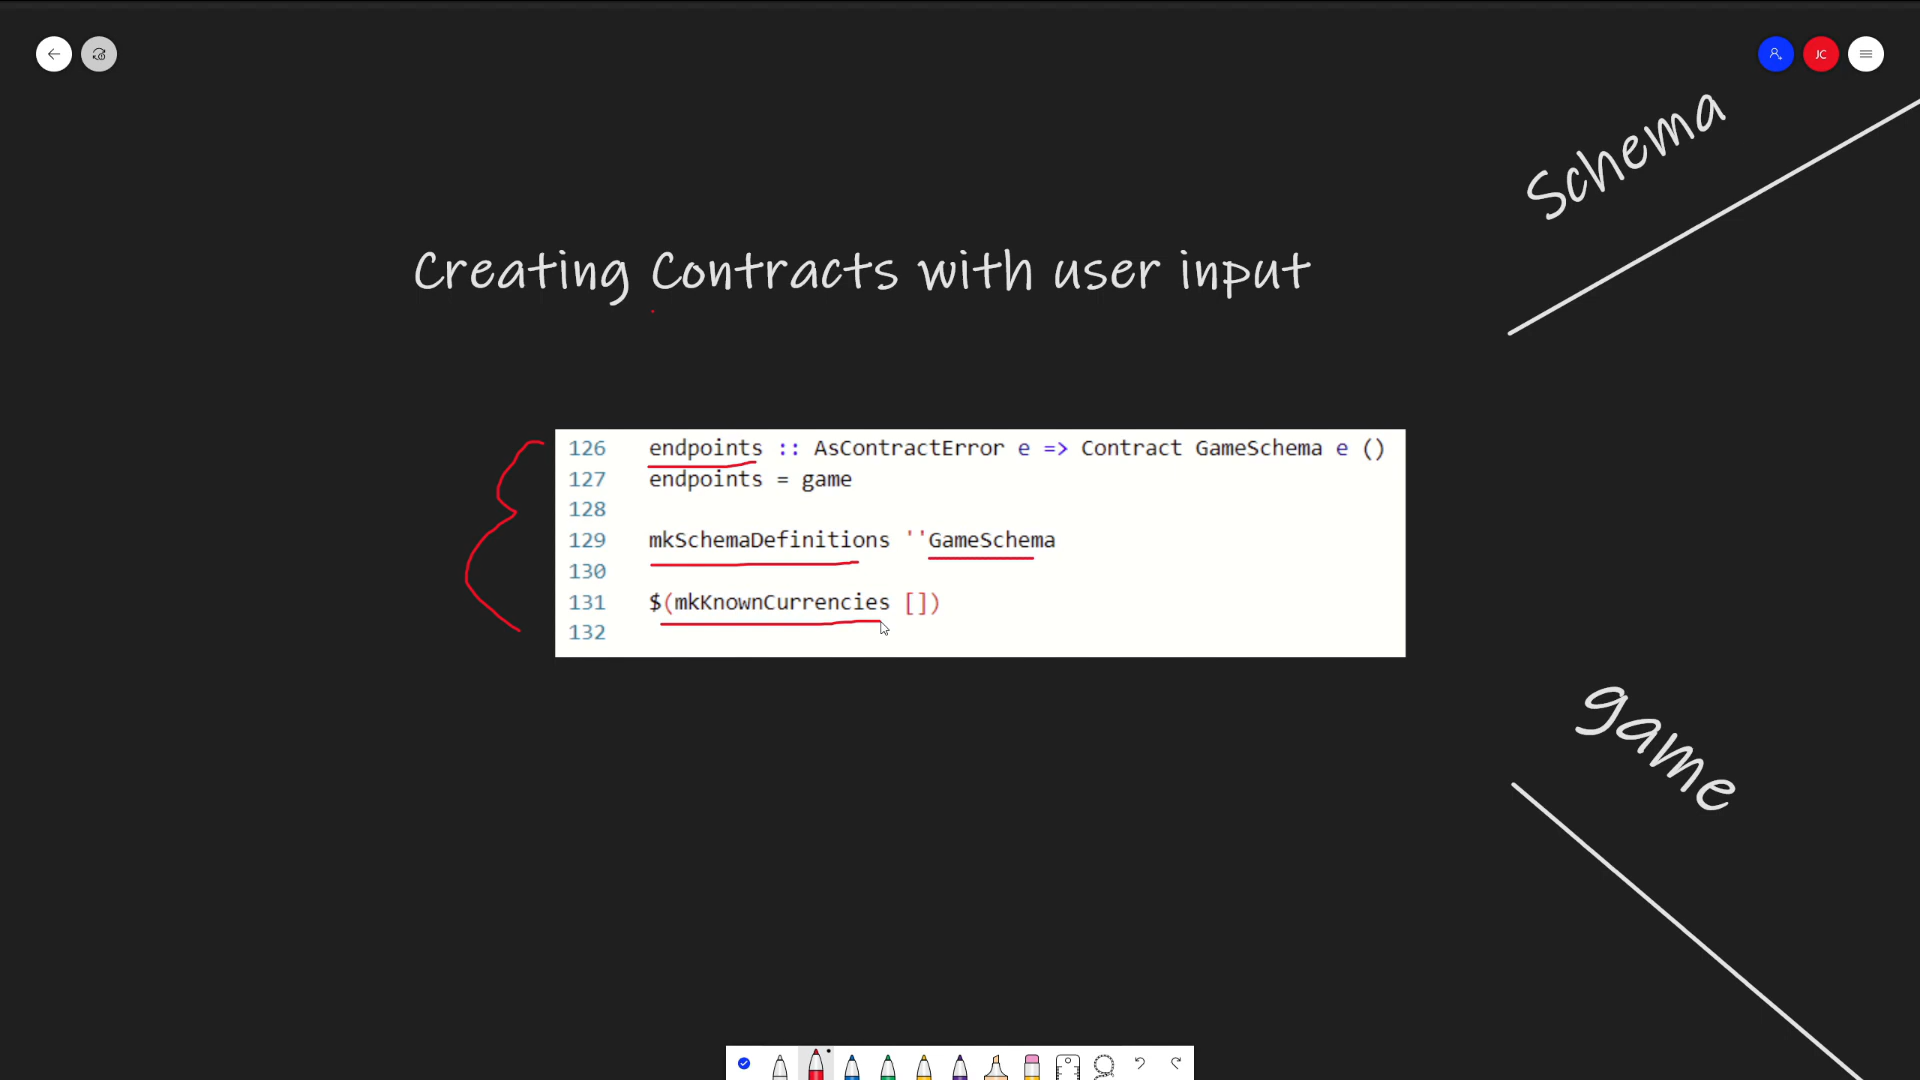 JC
Schema
Creating Contracts with user input
126 endpoints :: AsContractError e => Contract GameSchema e ()
127 endpoints = game
128
129 mkSchemaDefinitions ''GameSchema
130
131 $(mkKnownCurrencies [])
132
game